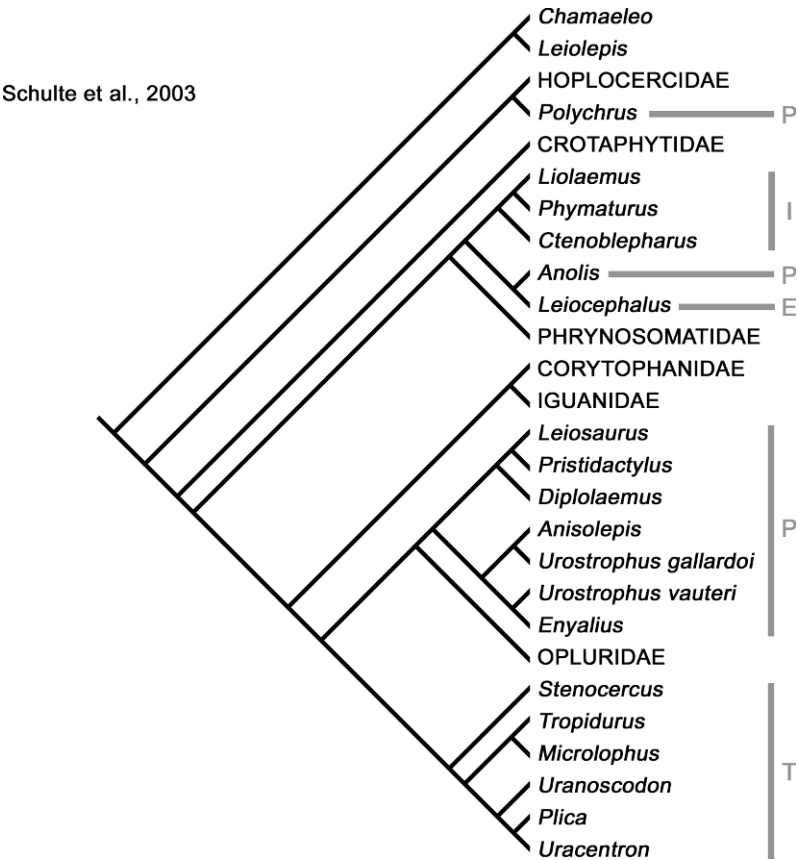 Chamaeleo
Leiolepis
HOPLOCERCIDAE
Schulte et al., 2003
Polychrus P
CROTAPHYTIDAE
Liolaemus
Phymaturus I
Ctenoblepharus
Anolis P
Leiocephalus E
PHRYNOSOMATIDAE
CORYTOPHANIDAE
IGUANIDAE
Leiosaurus
Pristidactylus
Diplolaemus
Anisolepis P
Urostrophus gallardoi
Urostrophus vauteri
Enyalius
OPLURIDAE
Stenocercus
Tropidurus
Microlophus
T
Uranoscodon
Plica
Uracentron